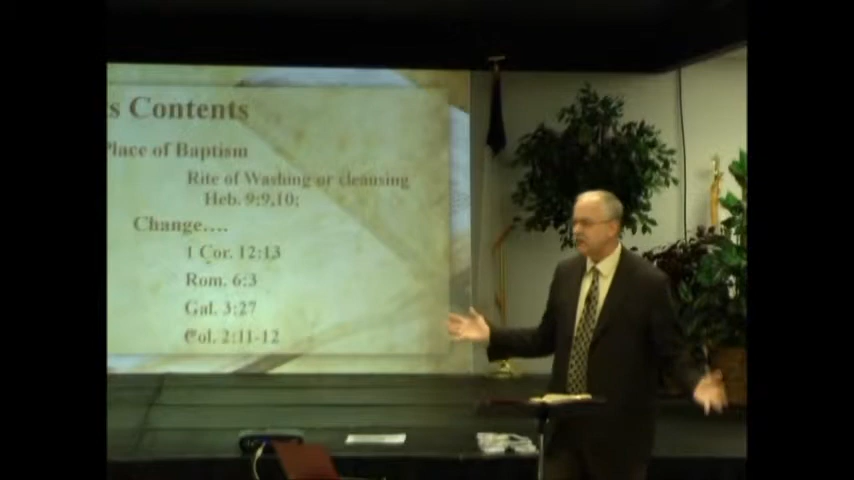 s Contents
Place of Baptism
Rite of Washing or cleansing
Heb. 9:9,10;
Change....
1 Cor. 12:13
Rom. 6:3
Gal. 3:27
Col. 2:11-12